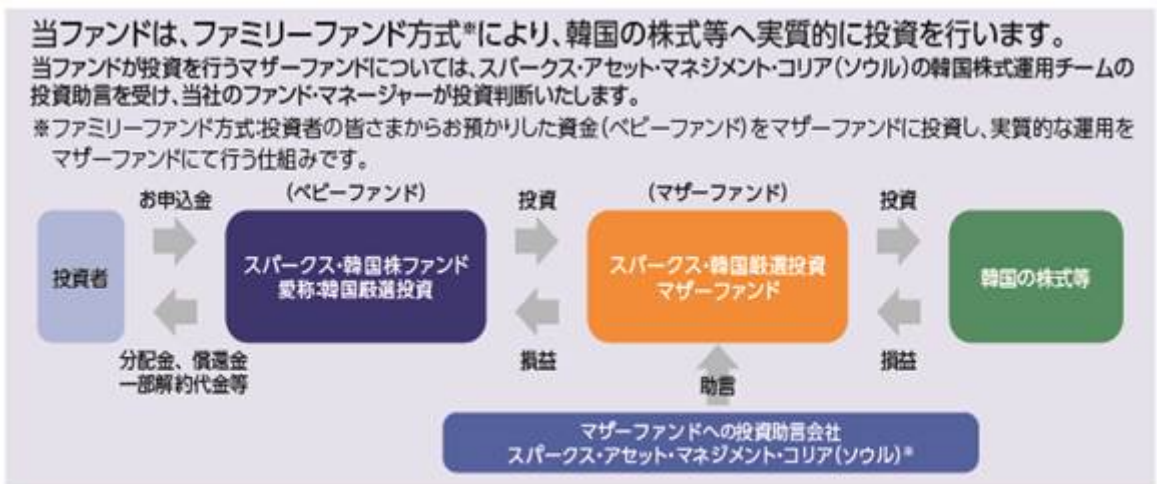 当ファンドは、ファミリーファンド方式※により、韓国の株式等へ実質的に投資を行います。
当ファンドが投資を行うマザーファンドについては、スパークス・アセット・マネジメント・コリア(ソウル)の韓国株式運用チームの
投資助言を受け、当社のファンド・マネージャーが投資判断いたします。
※ファミリーファンド方式:投資者の皆さまからお預かりした資金(ベビーファンド)をマザーファンドに投資し、実質的な運用を
マザーファンドにて行う仕組みです。
お申込金
(ベビーファンド)
投資
(マザーファンド)
投資
投資者
スパークス・韓国株ファンド
愛称:韓国厳選投資
スパークス・韓国厳選投資
マザーファンド
韓国の株式等
分配金、償還金
一部解約代金等
損益
助言
損益
マザーファンドへの投資助言会社
スパークス・アセット・マネジメント・コリア(ソウル)※